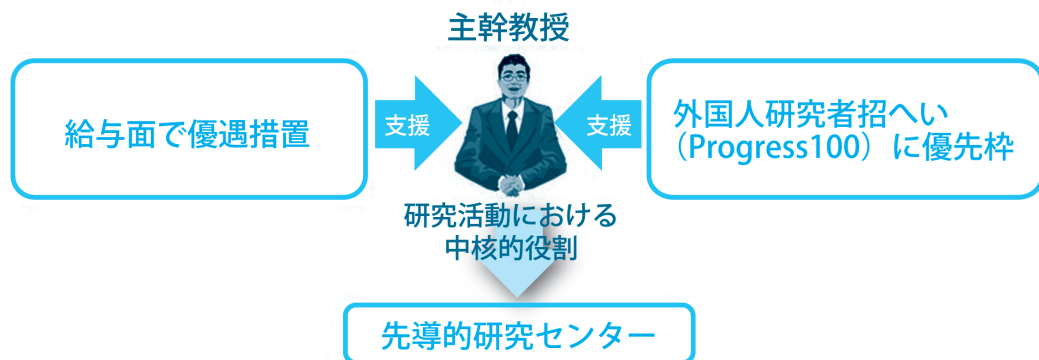 主幹教授
給与面で優遇措置
支援
支援
外国人研究者招へい
（Progress100）に優先枠
研究活動における
中核的役割
先導的研究センター